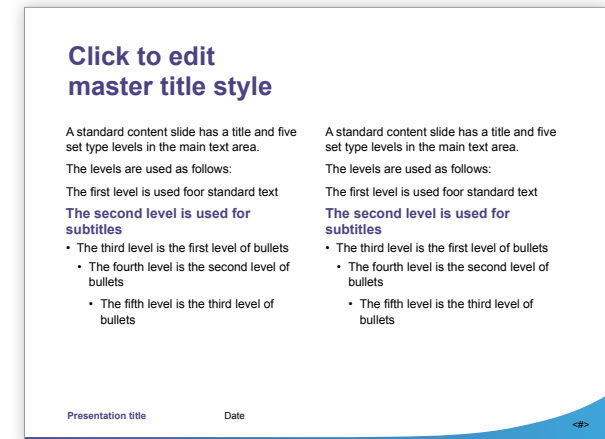 Click to edit
master title style
A standard content slide has a title and five
set type levels in the main text area.
The levels are used as follows:
The first level is used foor standard text
The second level is used for
subtitles
• The third level is the first level of bullets
• The fourth level is the second level of
bullets
• The fifth level is the third level of
bullets
A standard content slide has a title and five
set type levels in the main text area.
The levels are used as follows:
The first level is used foor standard text
The second level is used for
subtitles
• The third level is the first level of bullets
• The fourth level is the second level of
bullets
• The fifth level is the third level of
bullets
Presentation title
Date
<#>